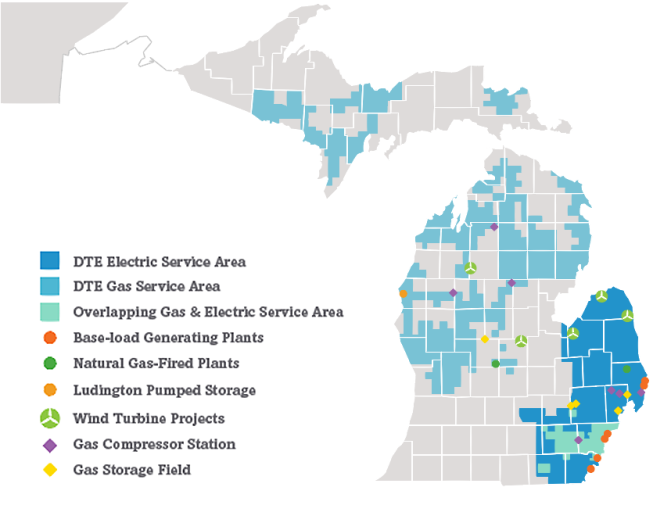 DTE Electric Service Area
DTE Gas Service Area
Overlapping Gas & Electric Service Area
Base-load Generating Plants
Natural Gas-Fired Plants
Ludington Pumped Storage
Wind Turbine Projects
Gas Compressor Station
Gas Storage Field